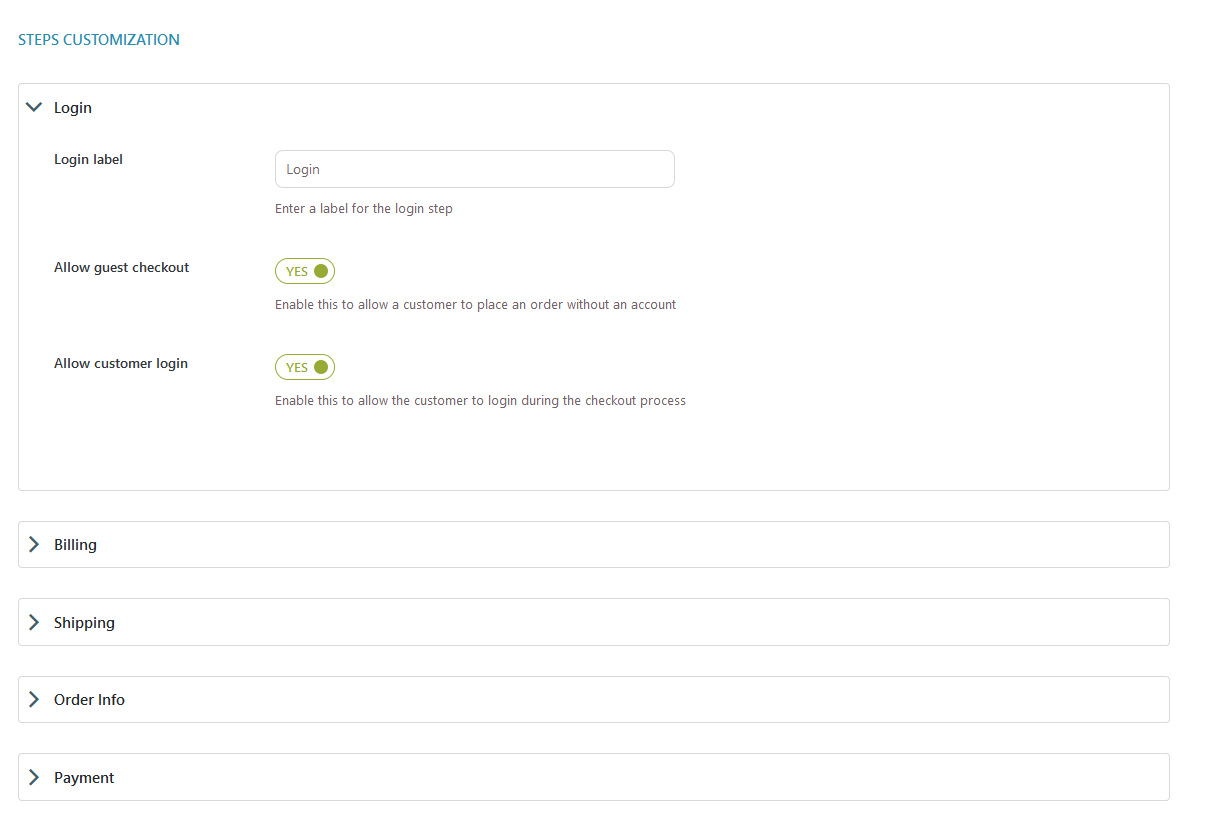 STEPS CUSTOMIZATION
Login
Login label
Login
Enter a label for the login step
Allow guest checkout
YES
Enable this to allow a customer to place an order without an account
Allow customer login
YES
Enable this to allow the customer to login during the checkout process
Billing
Shipping
Order Info
Payment